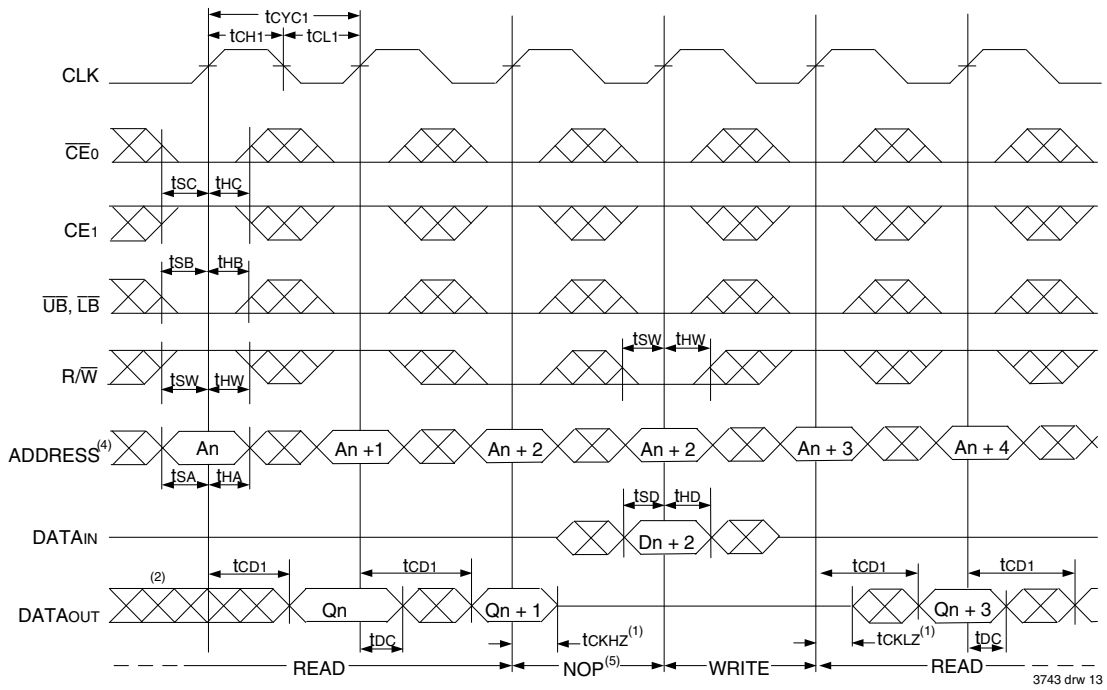 tCYC1
tCH1 tCL1
CLK
CE0
tSC tHC
CE1
tSB tHB
UB, LB
tSW tHW
R/W
tSW tHW
ADDRESS(4) An An +1 An + 2 An + 2 An + 3 An + 4
tSA tHA
tSD tHD
DATAIN
Dn + 2
(2) tCD1 tCD1 tCD1 tCD1
DATAOUT Qn Qn + 1 Qn + 3
tDC tCKHZ(1) tCKLZ(1) tDC
READ NOP(5) WRITE READ
3743 drw 13